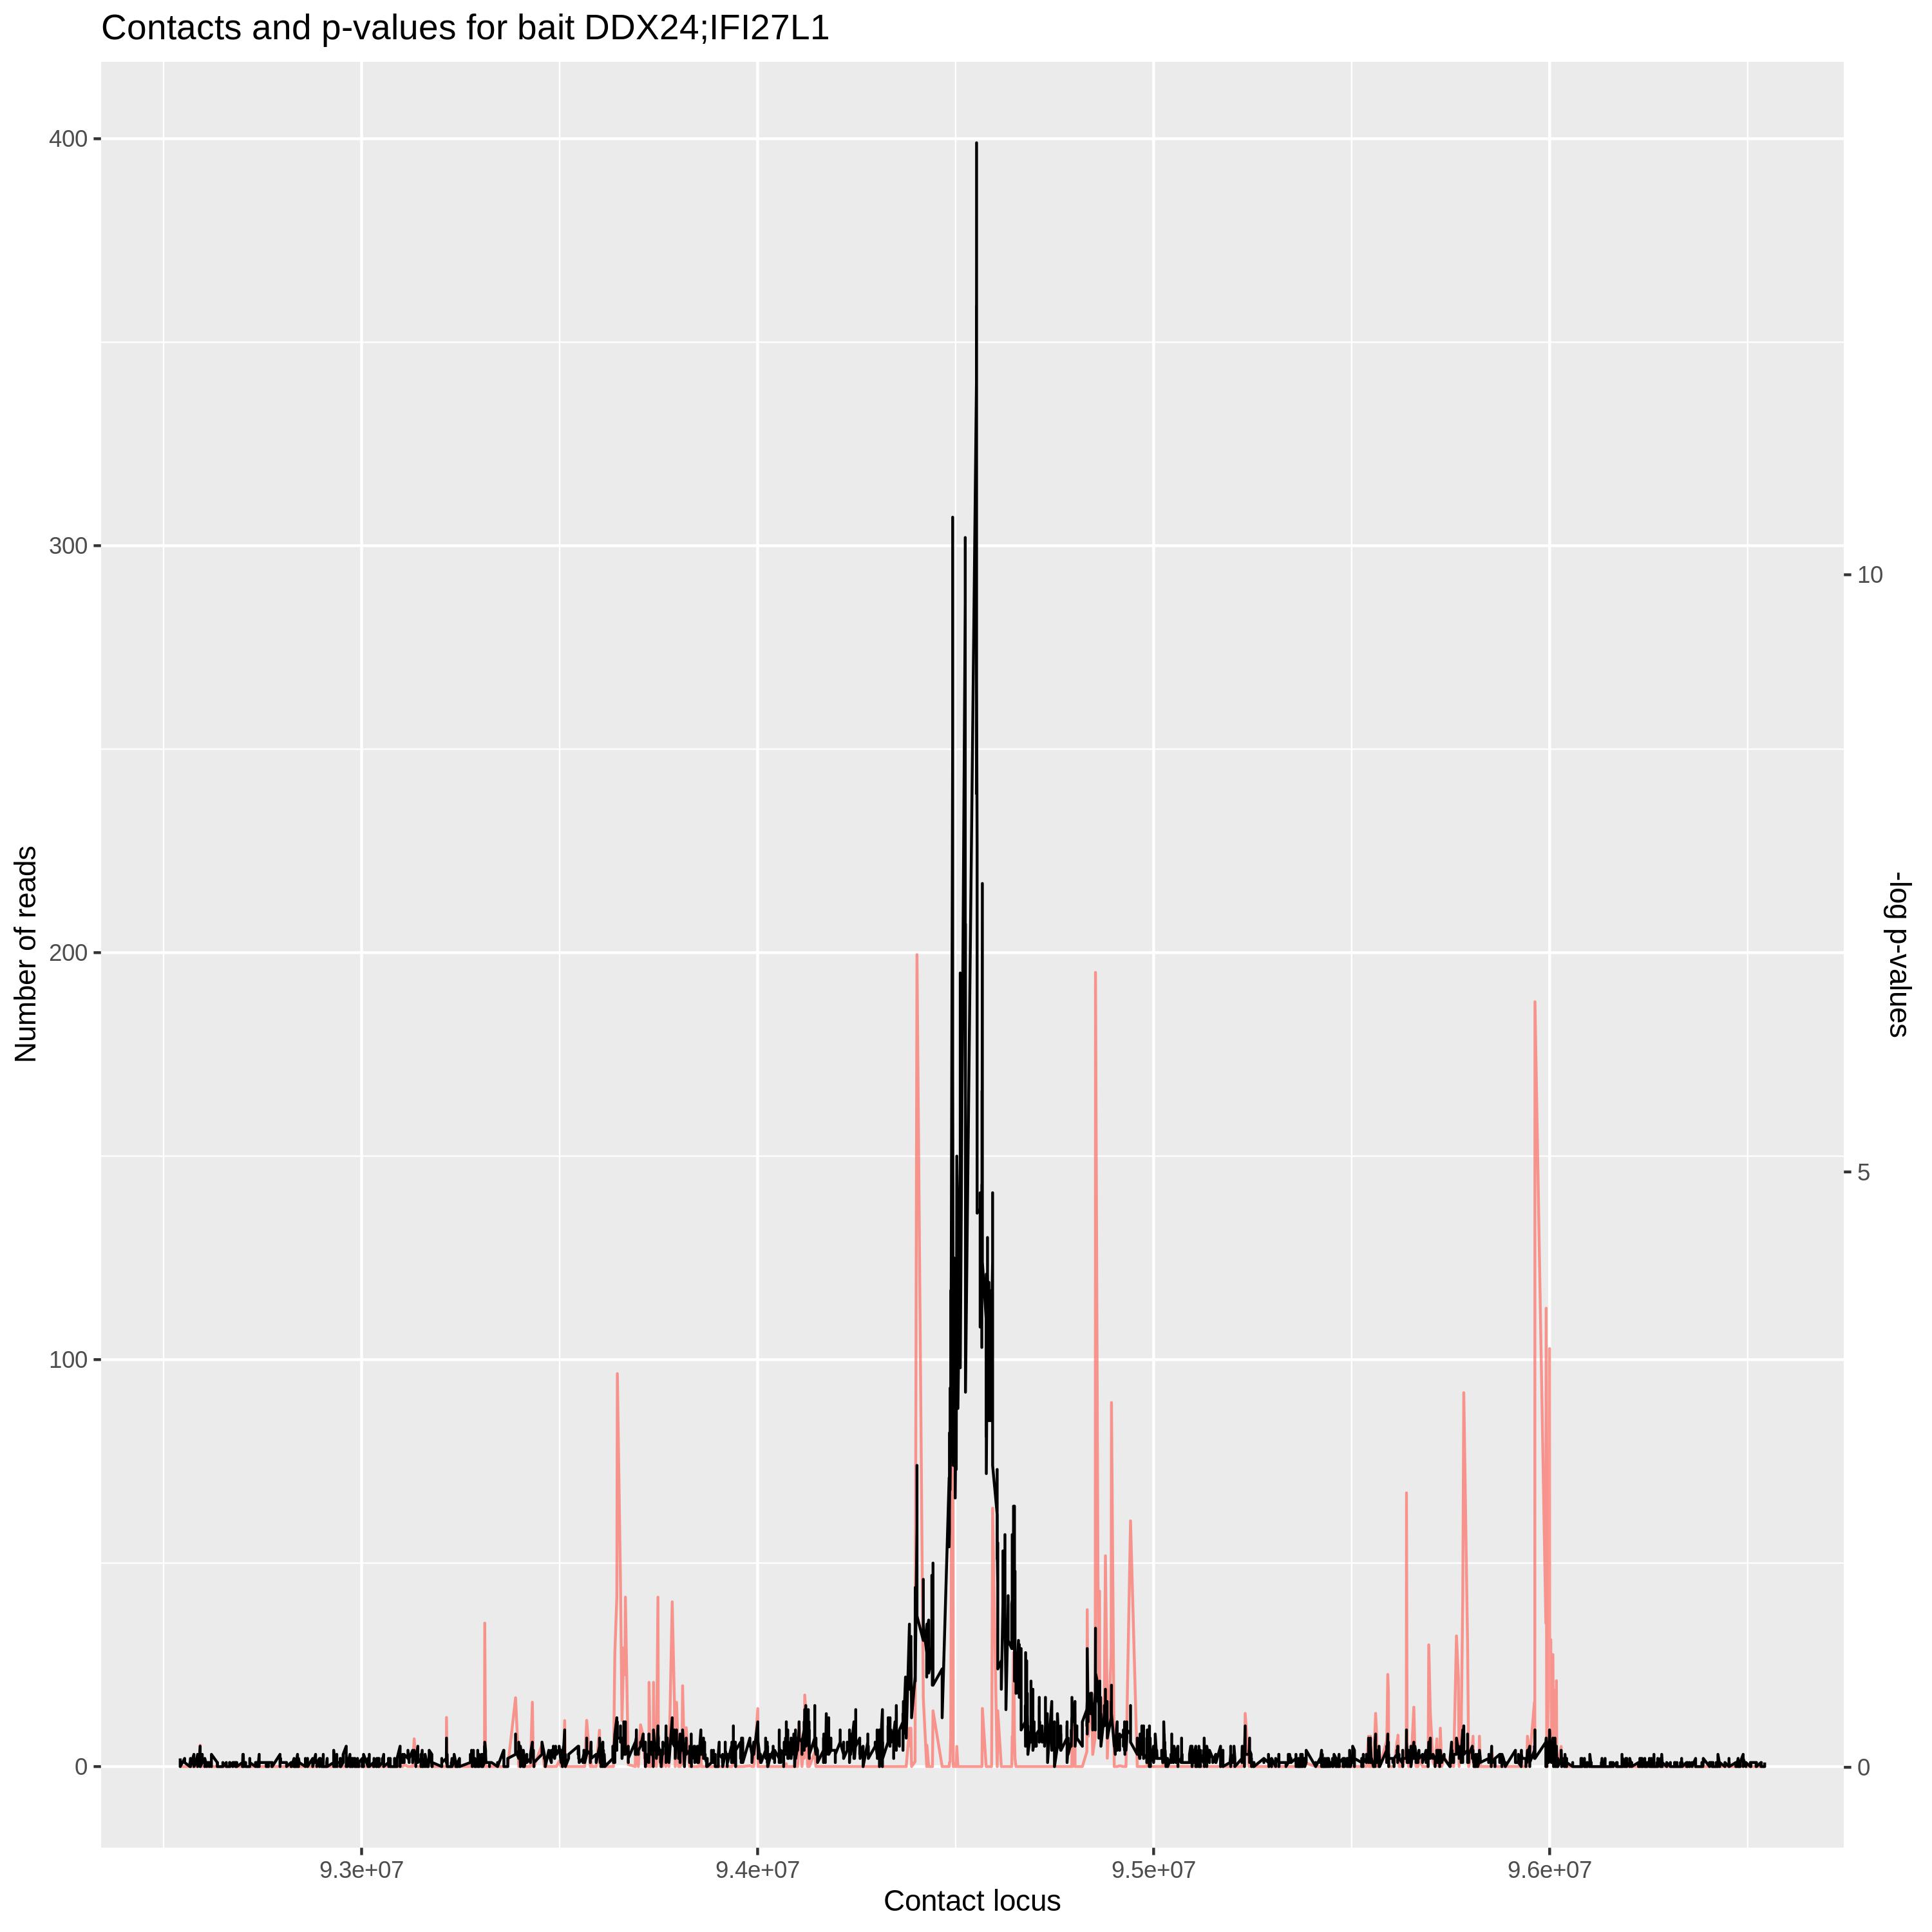 Contacts and p-values for bait DDX24;IFI27L1
400
300
200
100
0
Number of reads
10
5
0
-log p-values
9.3e+07 9.4e+07 9.5e+07 9.6e+07
Contact locus